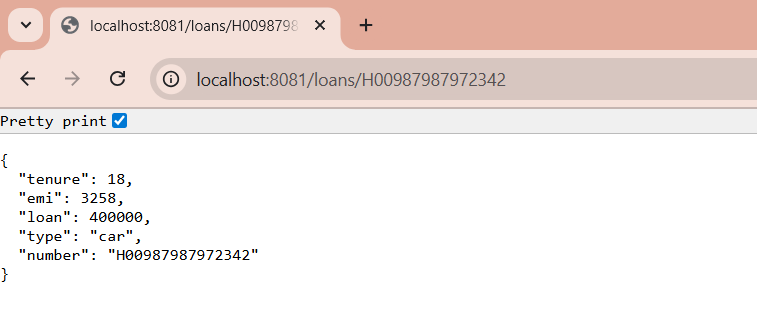 localhost:8081/loans/H0098798
localhost:8081/loans/H00987987972342
Pretty print
{
"tenure": 18,
"emi": 3258,
"loan": 400000,
"type": "car",
"number": "H00987987972342"
}